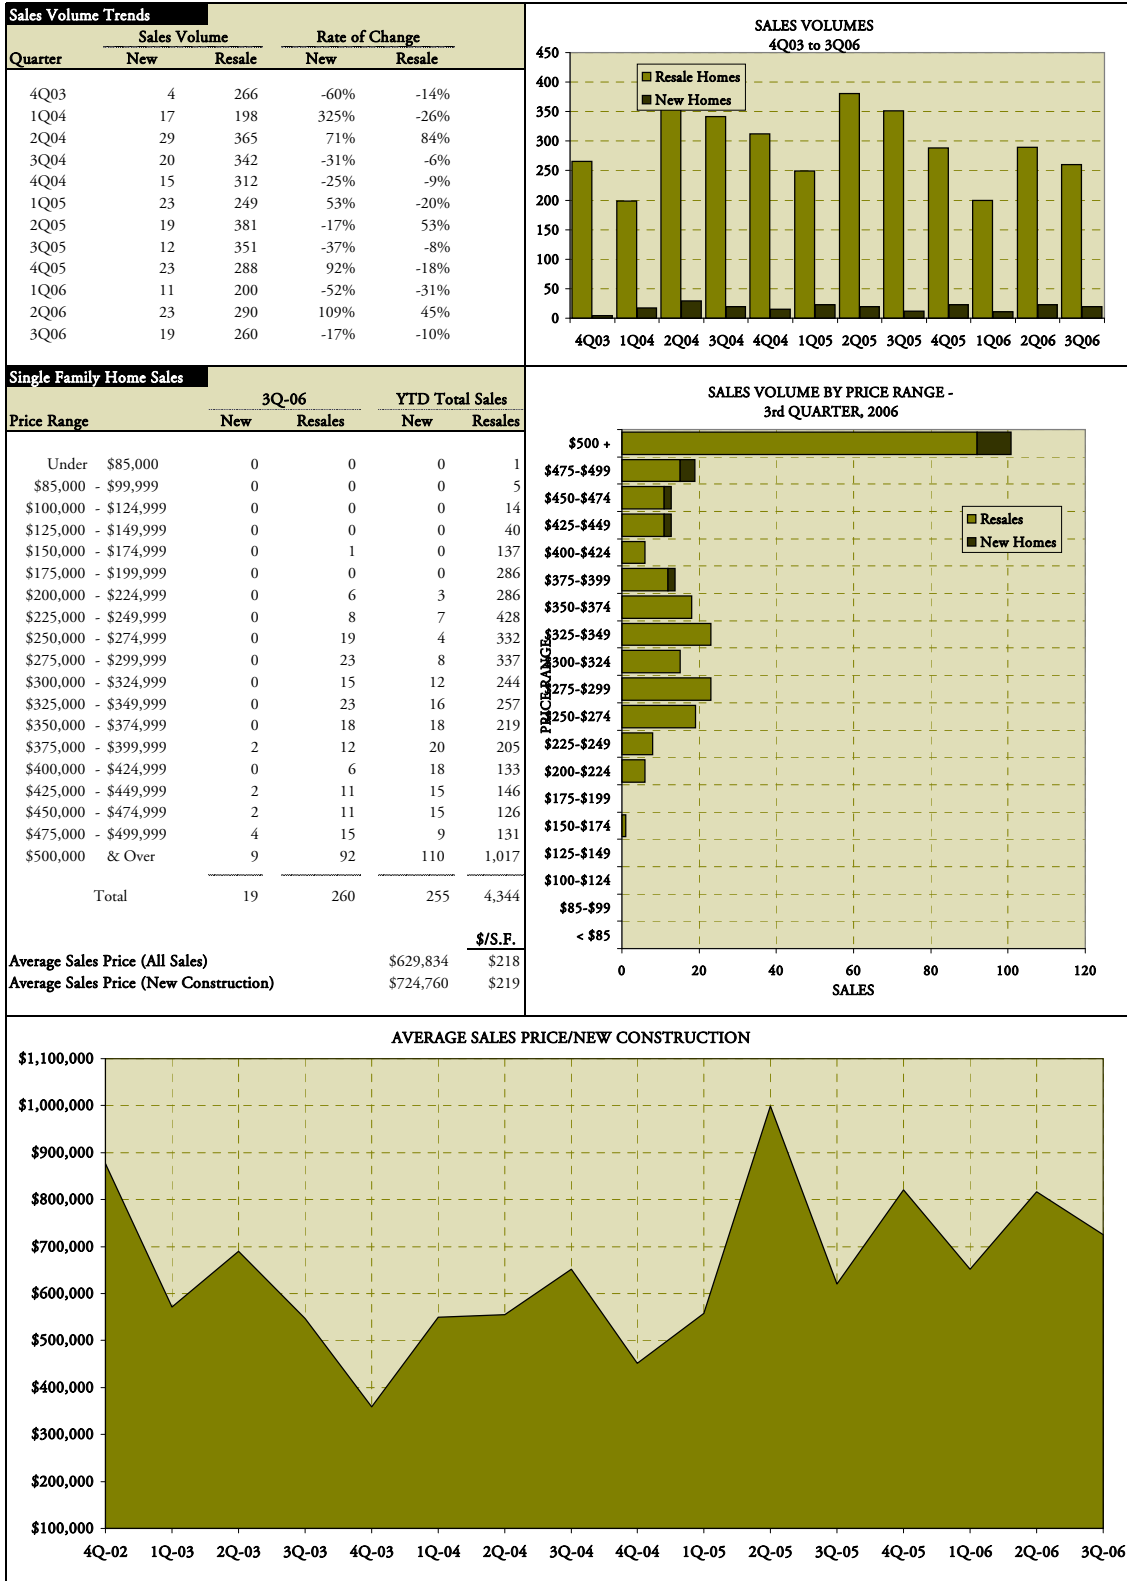 Sales Volume Trends
Sales Volume Rate of Change
Quarter New Resale New Resale
4Q03 4 266 -60% -14%
1Q04 17 198 325% -26%
2Q04 29 365 71% 84%
3Q04 20 342 -31% -6%
4Q04 15 312 -25% -9%
1Q05 23 249 53% -20%
2Q05 19 381 -17% 53%
3Q05 12 351 -37% -8%
4Q05 23 288 92% -18%
1Q06 11 200 -52% -31%
2Q06 23 290 109% 45%
3Q06 19 260 -17% -10%
SALES VOLUMES
4Q03 to 3Q06
450
400
350
300
250
200
150
100
50
0
Resale Homes
New Homes
4Q03 1Q04 2Q04 3Q04 4Q04 1Q05 2Q05 3Q05 4Q05 1Q06 2Q06 3Q06
Single Family Home Sales
3Q-06 YTD Total Sales
Price Range New Resales New Resales
Under $85,000 0 0 0 1
$85,000 - $99,999 0 0 0 5
$100,000 - $124,999 0 0 0 14
$125,000 - $149,999 0 0 0 40
$150,000 - $174,999 0 1 0 137
$175,000 - $199,999 0 0 0 286
$200,000 - $224,999 0 6 3 286
$225,000 - $249,999 0 8 7 428
$250,000 - $274,999 0 19 4 332
$275,000 - $299,999 0 23 8 337
$300,000 - $324,999 0 15 12 244
$325,000 - $349,999 0 23 16 257
$350,000 - $374,999 0 18 18 219
$375,000 - $399,999 2 12 20 205
$400,000 - $424,999 0 6 18 133
$425,000 - $449,999 2 11 15 146
$450,000 - $474,999 2 11 15 126
$475,000 - $499,999 4 15 9 131
$500,000 & Over 9 92 110 1,017
Total 19 260 255 4,344
$/S.F.
Average Sales Price (All Sales) $629,834 $218
Average Sales Price (New Construction) $724,760 $219
SALES VOLUME BY PRICE RANGE -
3rd QUARTER, 2006
PRICE RANGE
$500 +
$475-$499
$450-$474
$425-$449
$400-$424
$375-$399
$350-$374
$325-$349
$300-$324
$275-$299
$250-$274
$225-$249
$200-$224
$175-$199
$150-$174
$125-$149
$100-$124
$85-$99
< $85
Resales
New Homes
0 20 40 60 80 100 120
SALES
AVERAGE SALES PRICE/NEW CONSTRUCTION
$1,100,000
$1,000,000
$900,000
$800,000
$700,000
$600,000
$500,000
$400,000
$300,000
$200,000
$100,000
4Q-02 1Q-03 2Q-03 3Q-03 4Q-03 1Q-04 2Q-04 3Q-04 4Q-04 1Q-05 2Q-05 3Q-05 4Q-05 1Q-06 2Q-06 3Q-06